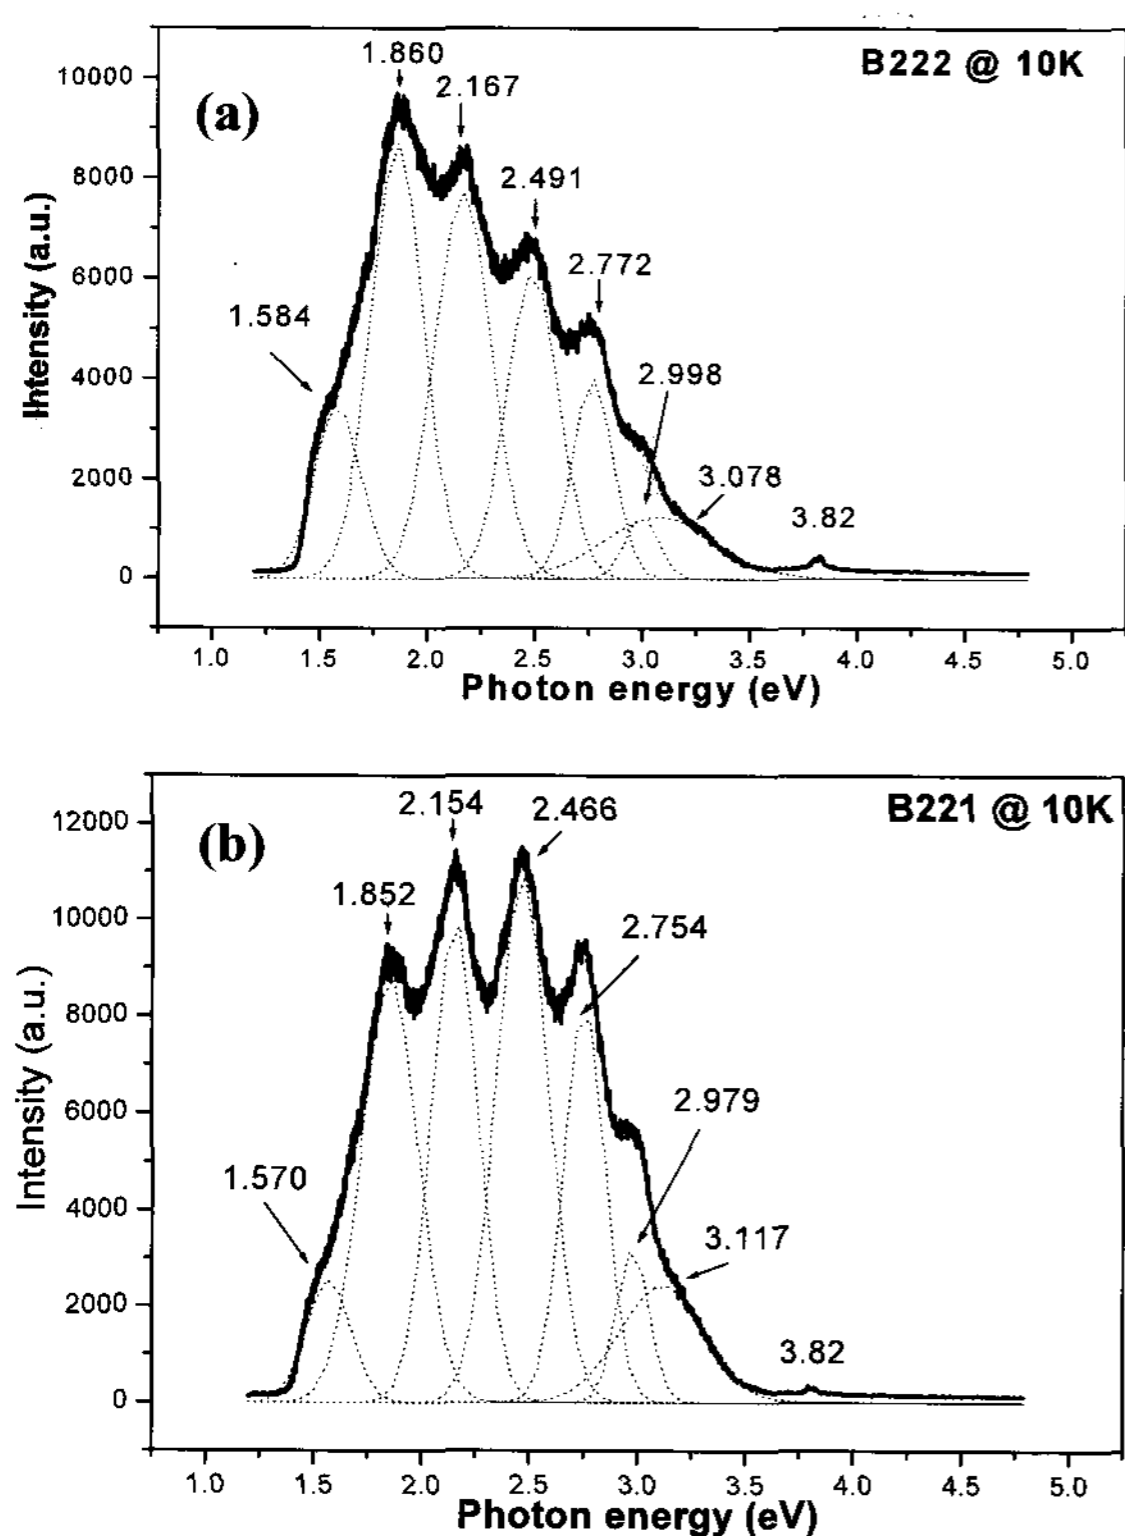 1.860
B222 @ 10K
(a)
2.167
10000
8000
2.491
6000
2.772
1.584
4000
2.998
2000
3.078
3.82
0
Intensity (a.u.)
1.0 1.5 2.0 2.5 3.0 3.5 4.0 4.5 5.0
Photon energy (eV)
2.154
2.466
B221 @ 10K
(b)
12000
1.852
10000
2.754
8000
6000
2.979
1.570
4000
3.117
2000
3.82
0
Intensity (a.u.)
1.0 1.5 2.0 2.5 3.0 3.5 4.0 4.5 5.0
Photon energy (eV)